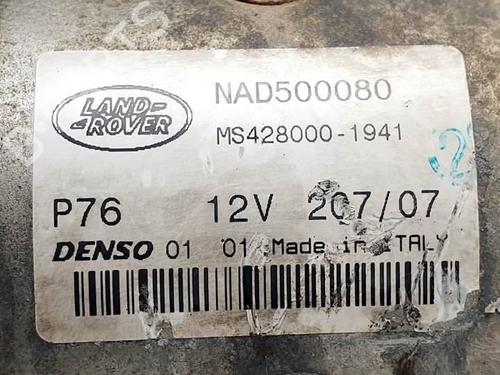 LAND-
-ROVER
NAD500080
MS428000-1941
P76 12V 207/07
DENSO 01 01 Made in ITALY